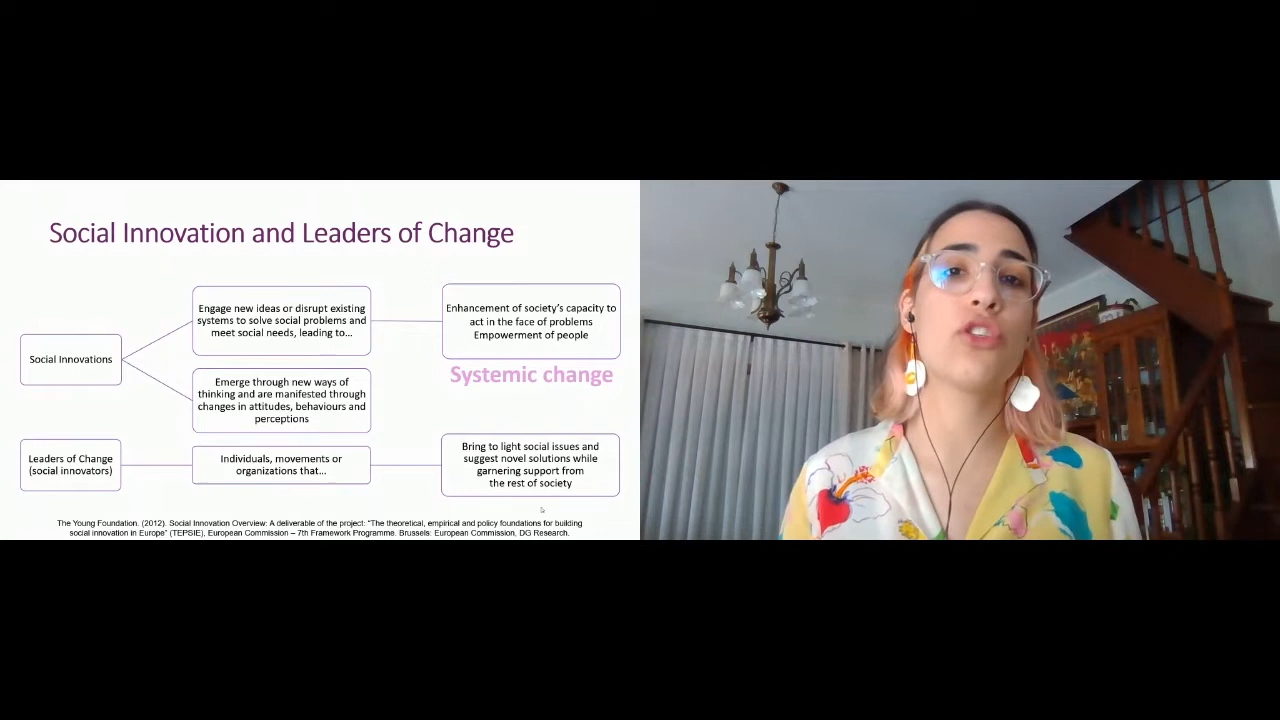 Social Innovation and Leaders of Change
Social Innovations
Engage new ideas or disrupt existing
systems to solve social problems and
meet social needs, leading to...
Enhancement of society's capacity to
act in the face of problems
Empowerment of people
Systemic change
Emerge through new ways of
thinking and are manifested through
changes in attitudes, behaviours and
perceptions
Leaders of Change
(social innovators)
Individuals, movements or
organizations that...
Bring to light social issues and
suggest novel solutions while
garnering support from
the rest of society
The Young Foundation. (2012). Social Innovation Overview: A deliverable of the project: “The theoretical, empirical and policy foundations for building
social innovation in Europe” (TEPSIE), European Commission – 7th Framework Programme. Brussels: European Commission, DG Research.